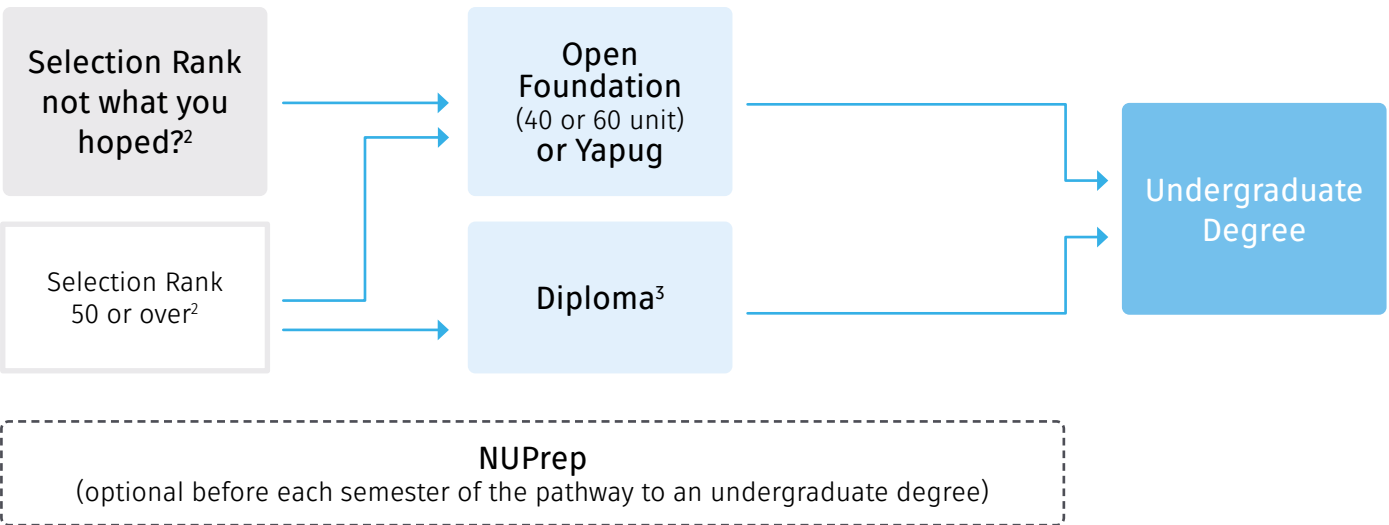 Selection Rank
not what you
hoped?²
Open
Foundation
(40 or 60 unit)
or Yapug
Undergraduate
Degree
Selection Rank
50 or over²
Diploma³
NUPrep
(optional before each semester of the pathway to an undergraduate degree)